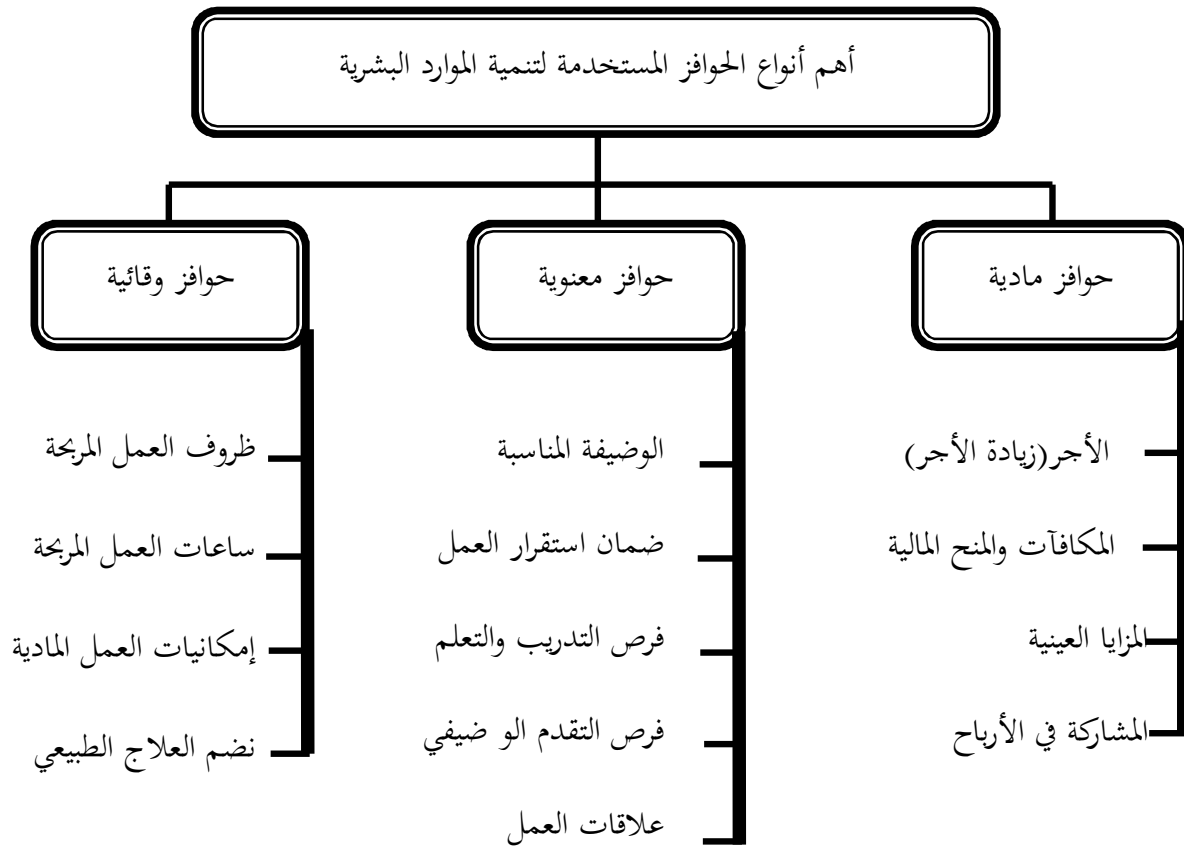 أهم أنواع الحوافز المستخدمة لتنمية الموارد البشرية
حوافز مادية
الأجر(زيادة الأجر)
المكافآت والمنح المالية
المزايا العينية
المشاركة في الأرباح
حوافز معنوية
الوضيفة المناسبة
ضمان استقرار العمل
فرص التدريب والتعلم
فرص التقدم الو ضيفي
علاقات العمل
حوافز وقائية
ظروف العمل المربحة
ساعات العمل المربحة
إمكانيات العمل المادية
نضم العلاج الطبيعي